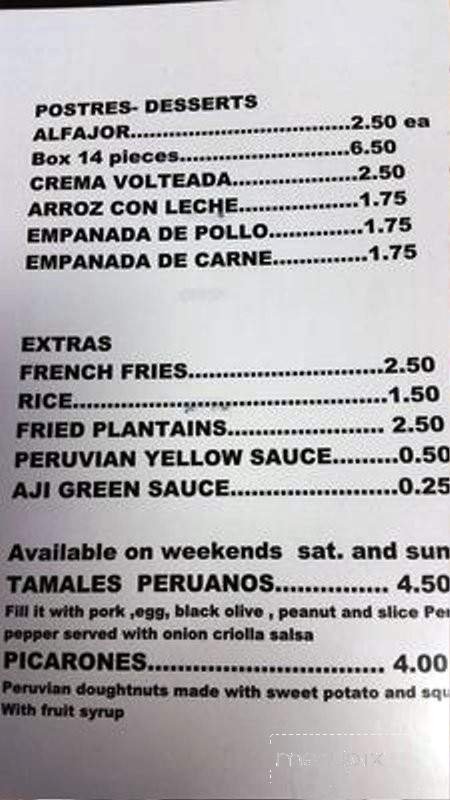 POSTRES- DESSERTS
ALFAJOR.................................2.50 ea
Box 14 pieces.........................6.50
CREMA VOLTEADA...................2.50
ARROZ CON LECHE..................1.75
EMPANADA DE POLLO..............1.75
EMPANADA DE CARNE..............1.75
EXTRAS
FRENCH FRIES.............................2.50
RICE..............................................1.50
FRIED PLANTAINS....................... 2.50
PERUVIAN YELLOW SAUCE..........0.50
AJI GREEN SAUCE.........................0.25
Available on weekends sat. and sun
TAMALES PERUANOS................ 4.50
Fill it with pork ,egg, black olive , peanut and slice
pepper served with onion criolla salsa
PICARONES.................................. 4.00
Peruvian doughtnuts made with sweet potato and
With fruit syrup